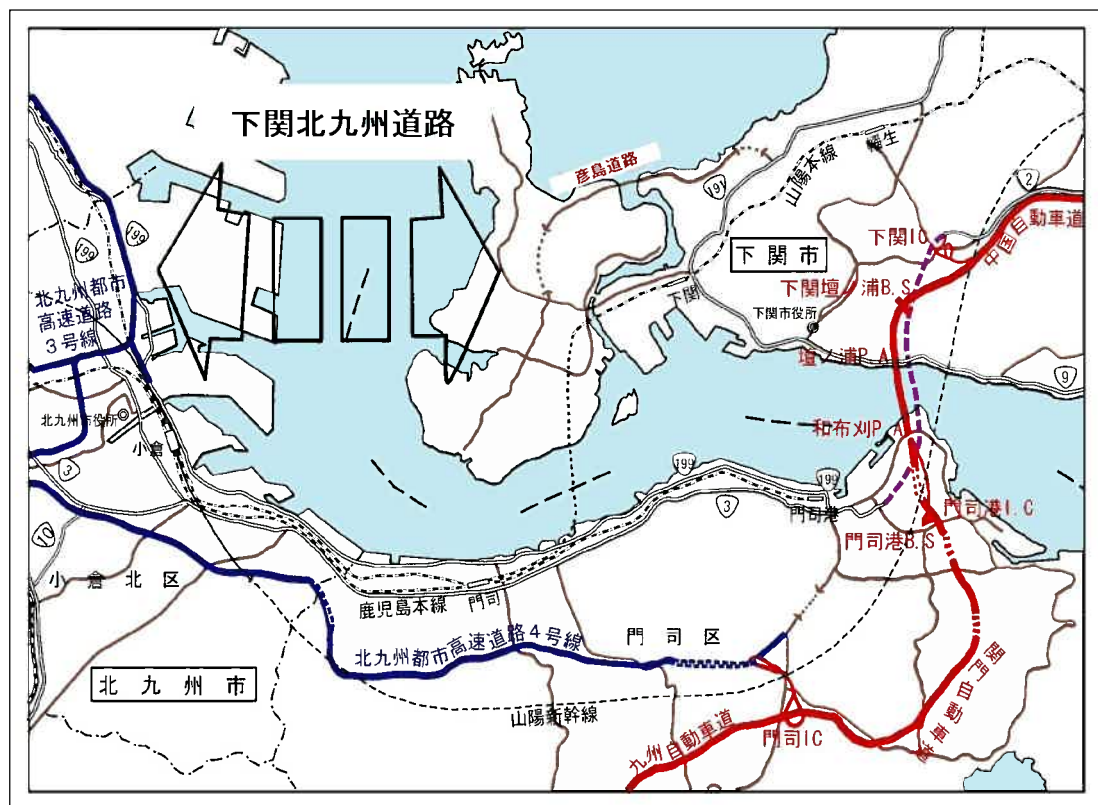 下関北九州道路
彦島道路
191
山陽本線
幡生
2
中国自動車道
下関IC
下関市
下関壇ノ浦B.S
下関
下関市役所
壇ノ浦P.A
9
和布刈P.A
199
199
北九州都市
高速道路
3号線
北九州市役所
小倉
3
10
小倉北区
199
199
3
門司港
門司港I.C
門司港B.S
鹿児島本線
門司
門司区
北九州都市高速道路4号線
北九州市
山陽新幹線
九州自動車道
門司IC
関門自動車